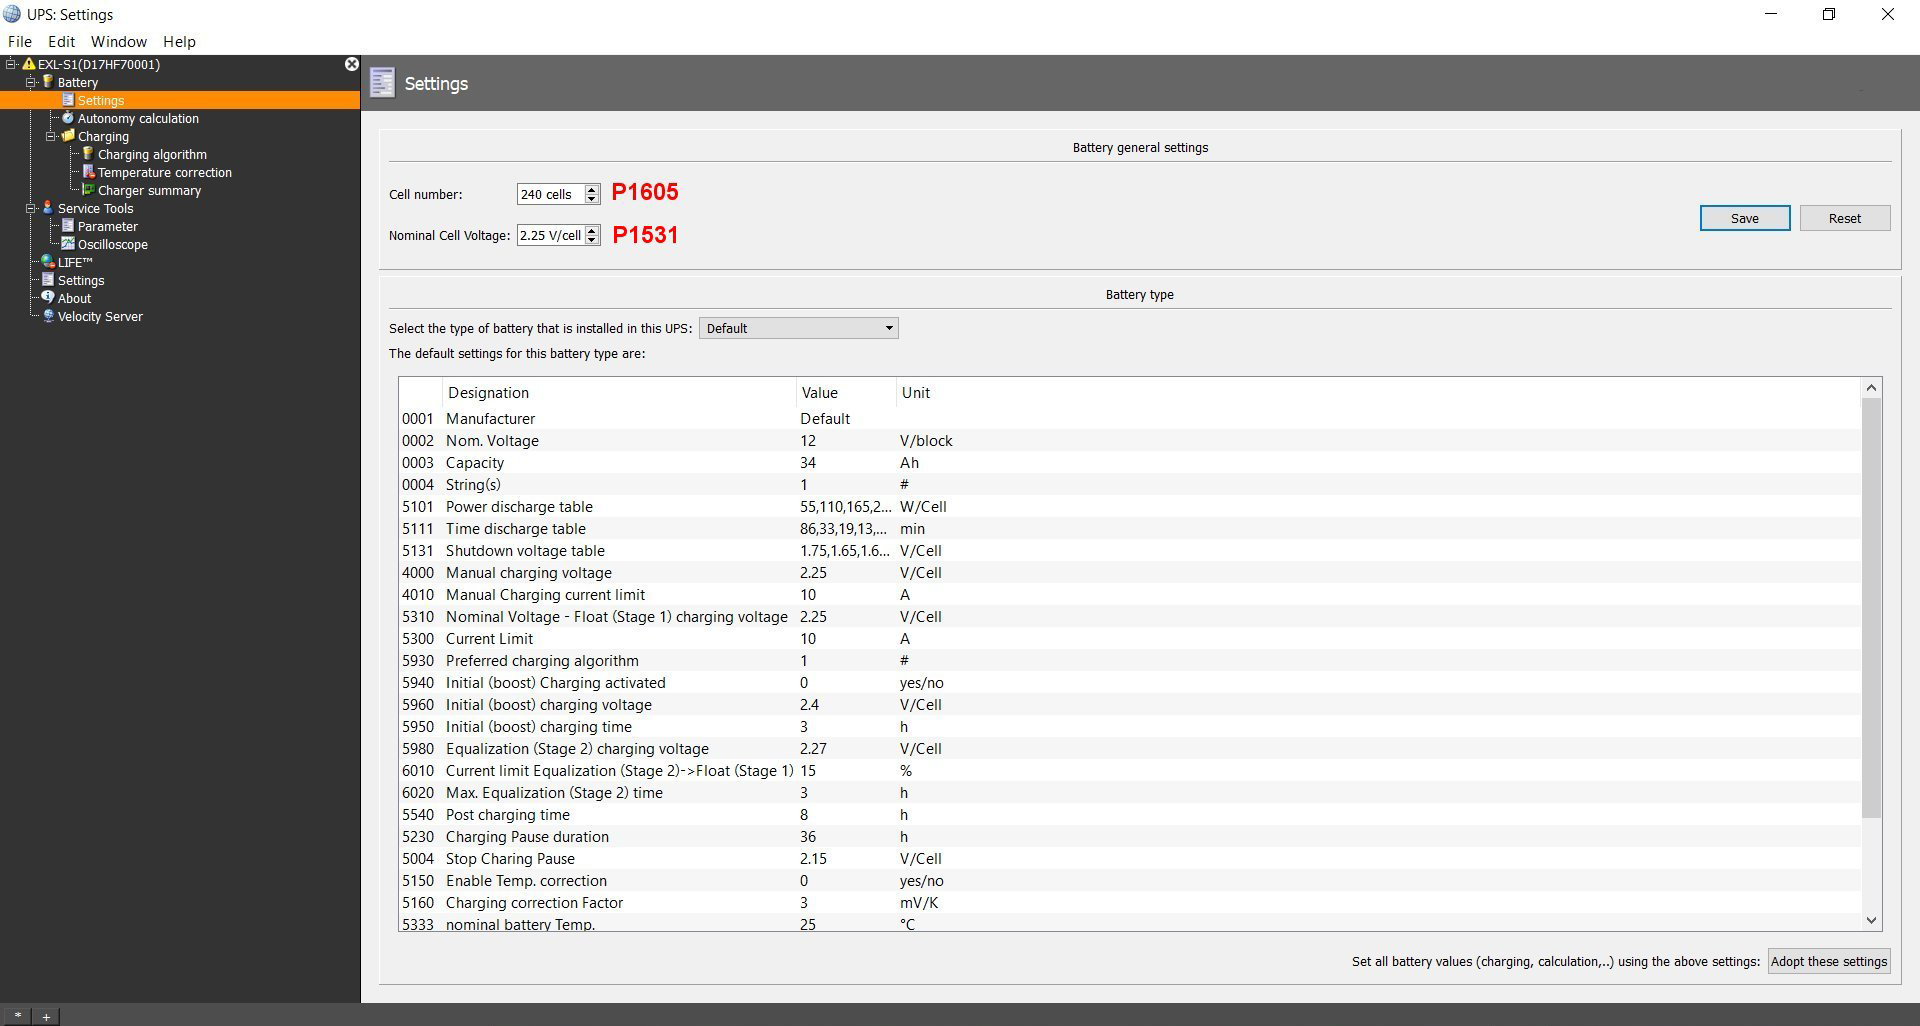 UPS: Settings
File Edit Window Help
EXL-S1(D17HF70001)
Battery
Settings
Autonomy calculation
Charging
Charging algorithm
Temperature correction
Charger summary
Service Tools
Parameter
Oscilloscope
LIFE™
Settings
About
Velocity Server
Settings
Battery general settings
Cell number: 240 cells P1605
Nominal Cell Voltage: 2.25 V/cell P1531
Save Reset
Battery type
Select the type of battery that is installed in this UPS: Default
The default settings for this battery type are:
Designation Value Unit
0001 Manufacturer Default
0002 Nom. Voltage 12 V/block
0003 Capacity 34 Ah
0004 String(s) 1 #
5101 Power discharge table 55,110,165,2... W/Cell
5111 Time discharge table 86,33,19,13,... min
5131 Shutdown voltage table 1.75,1.65,1.6... V/Cell
4000 Manual charging voltage 2.25 V/Cell
4010 Manual Charging current limit 10 A
5310 Nominal Voltage - Float (Stage 1) charging voltage 2.25 V/Cell
5300 Current Limit 10 A
5930 Preferred charging algorithm 1 #
5940 Initial (boost) Charging activated 0 yes/no
5960 Initial (boost) charging voltage 2.4 V/Cell
5950 Initial (boost) charging time 3 h
5980 Equalization (Stage 2) charging voltage 2.27 V/Cell
6010 Current limit Equalization (Stage 2)->Float (Stage 1) 15 %
6020 Max. Equalization (Stage 2) time 3 h
5540 Post charging time 8 h
5230 Charging Pause duration 36 h
5004 Stop Charing Pause 2.15 V/Cell
5150 Enable Temp. correction 0 yes/no
5160 Charging correction Factor 3 mV/K
5333 nominal battery Temp. 25 °C
Set all battery values (charging, calculation,..) using the above settings: Adopt these settings
* +